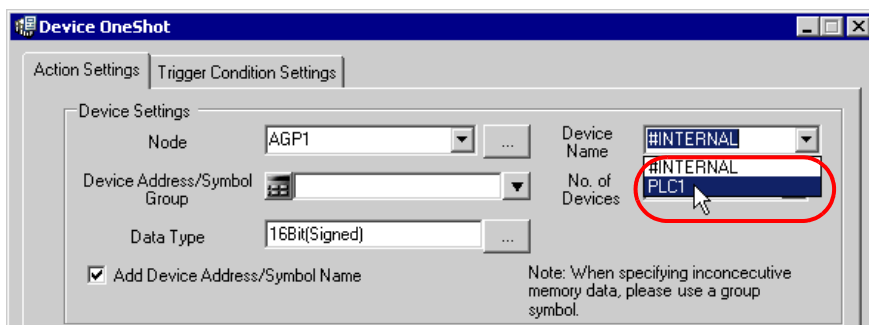 Device OneShot
Action Settings
Trigger Condition Settings
Device Settings
Node
AGP1
...
Device
Name
#INTERNAL
#INTERNAL
PLC1
Device Address/Symbol
Group
No. of
Devices
Data Type
16Bit(Signed)
...
Add Device Address/Symbol Name
Note: When specifying inconcecutive
memory data, please use a group
symbol.